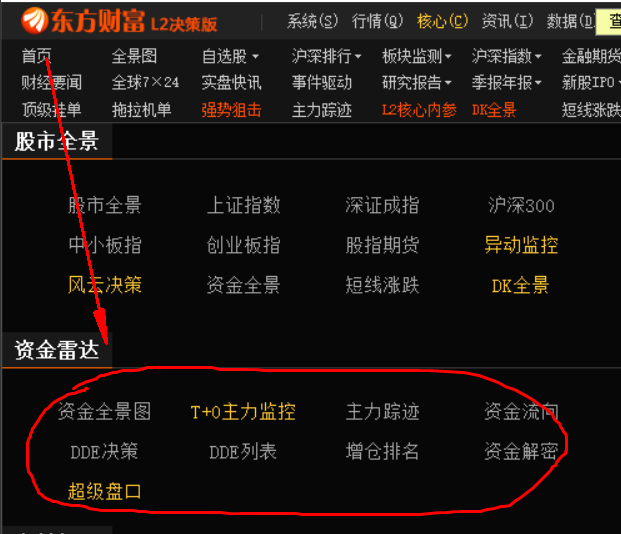 东方财富 L2决策版 系统(S) 行情(Q) 核心(C) 资讯(I) 数据(D)
首页 全景图 自选股 沪深排行 板块监测 沪深指数 金融期货
财经要闻 全球7×24 实盘快讯 事件驱动 研究报告 季报年报 新股IPO
顶级挂单 拖拉机单 强势狙击 主力踪迹 L2核心内参 DK全景 短线涨跌
股市全景
股市全景 上证指数 深证成指 沪深300
中小板指 创业板指 股指期货 异动监控
风云决策 资金全景 短线涨跌 DK全景
资金雷达
资金全景图 T+0主力监控 主力踪迹 资金流向
DDE决策 DDE列表 增仓排名 资金解密
超级盘口